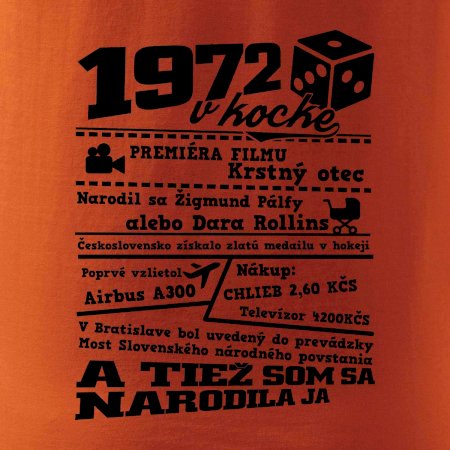 1972
v kocke
PREMIÉRA FILMU
Krstný otec
Narodil sa Žigmund Pálfy
alebo Dara Rollins
Československo získalo zlatú medailu v hokeji
Poprvé vzlietol
Airbus A300
Nákup:
CHLIEB 2,60 KČS
Televízor 4200KČS
V Bratislave bol uvedený do prevádzky
Most Slovenského národného povstania
A TIEŽ SOM SA
NARODILA JA